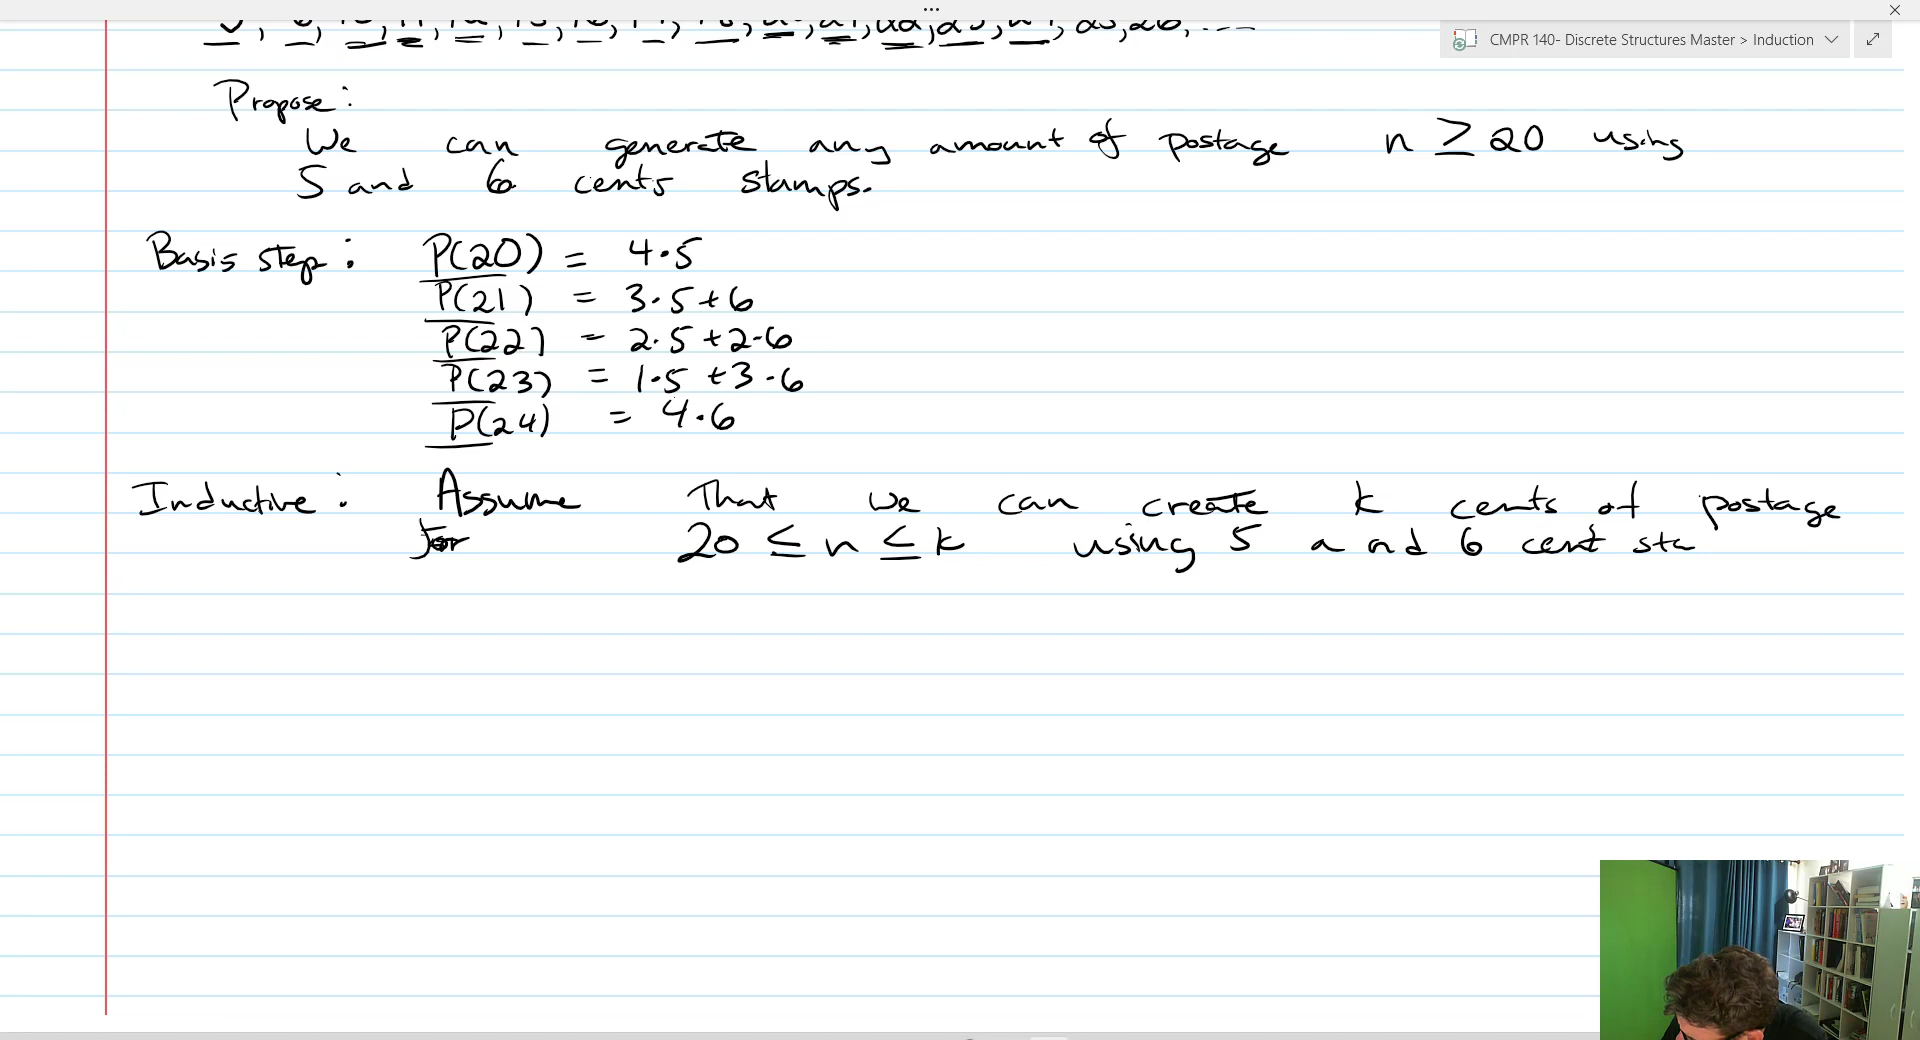 CMPR 140- Discrete Structures Master > Induction
Propose:
We can generate any amount of postage n ≥ 20 using
5 and 6 cents stamps.
Basis step: P(20) = 4·5
P(21) = 3·5+6
P(22) = 2·5+2·6
P(23) = 1·5+3·6
P(24) = 4·6
Inductive: Assume That we can create k cents of postage
for 20 ≤ n ≤ k using 5 a and 6 cent sta